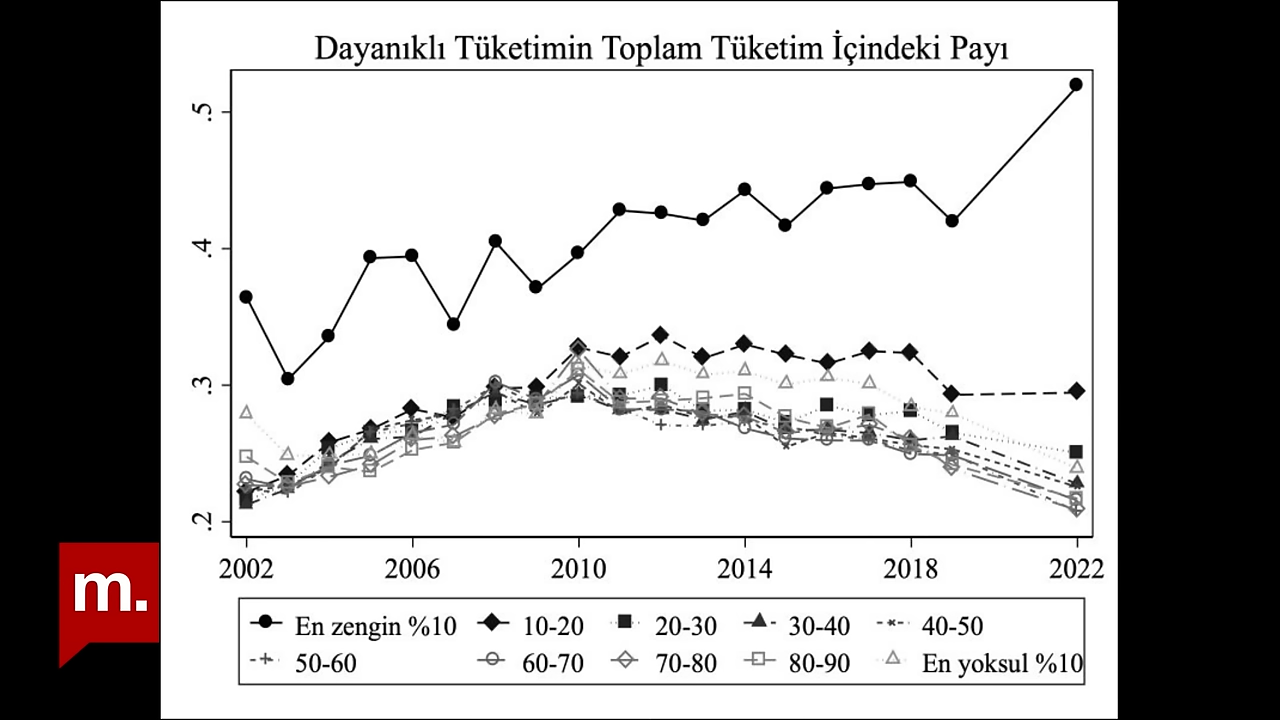 Dayanıklı Tüketimin Toplam Tüketim İçindeki Payı
.5
.4
.3
.2
2002 2006 2010 2014 2018 2022
En zengin %10 10-20 20-30 30-40 40-50
50-60 60-70 70-80 80-90 En yoksul %10
m.